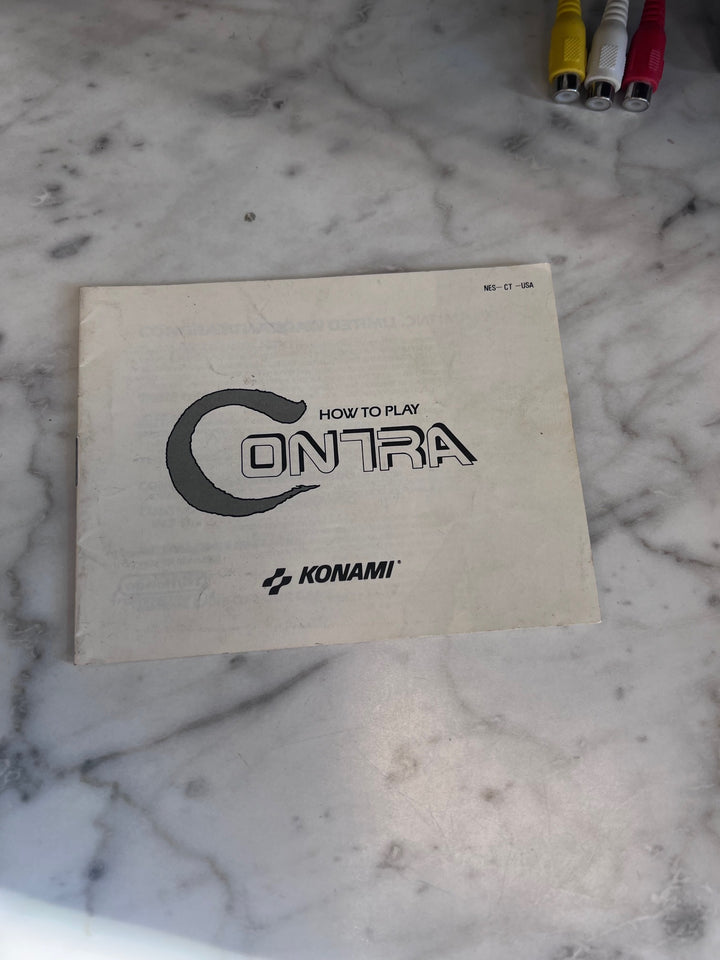 NES-CT-USA
HOW TO PLAY
CONTRA
KONAMI®